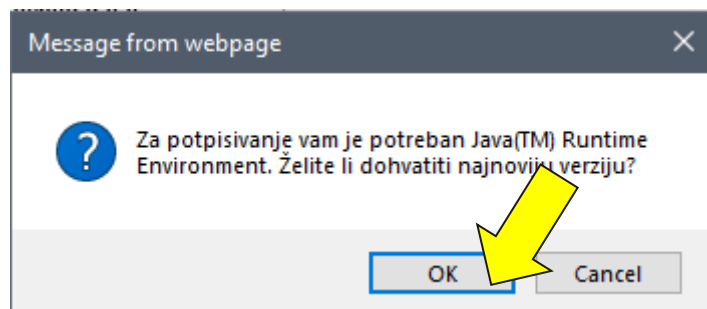 Message from webpage
Za potpisivanje vam je potreban Java(TM) Runtime
Environment. Želite li dohvatiti najnoviju verziju?
OK
Cancel